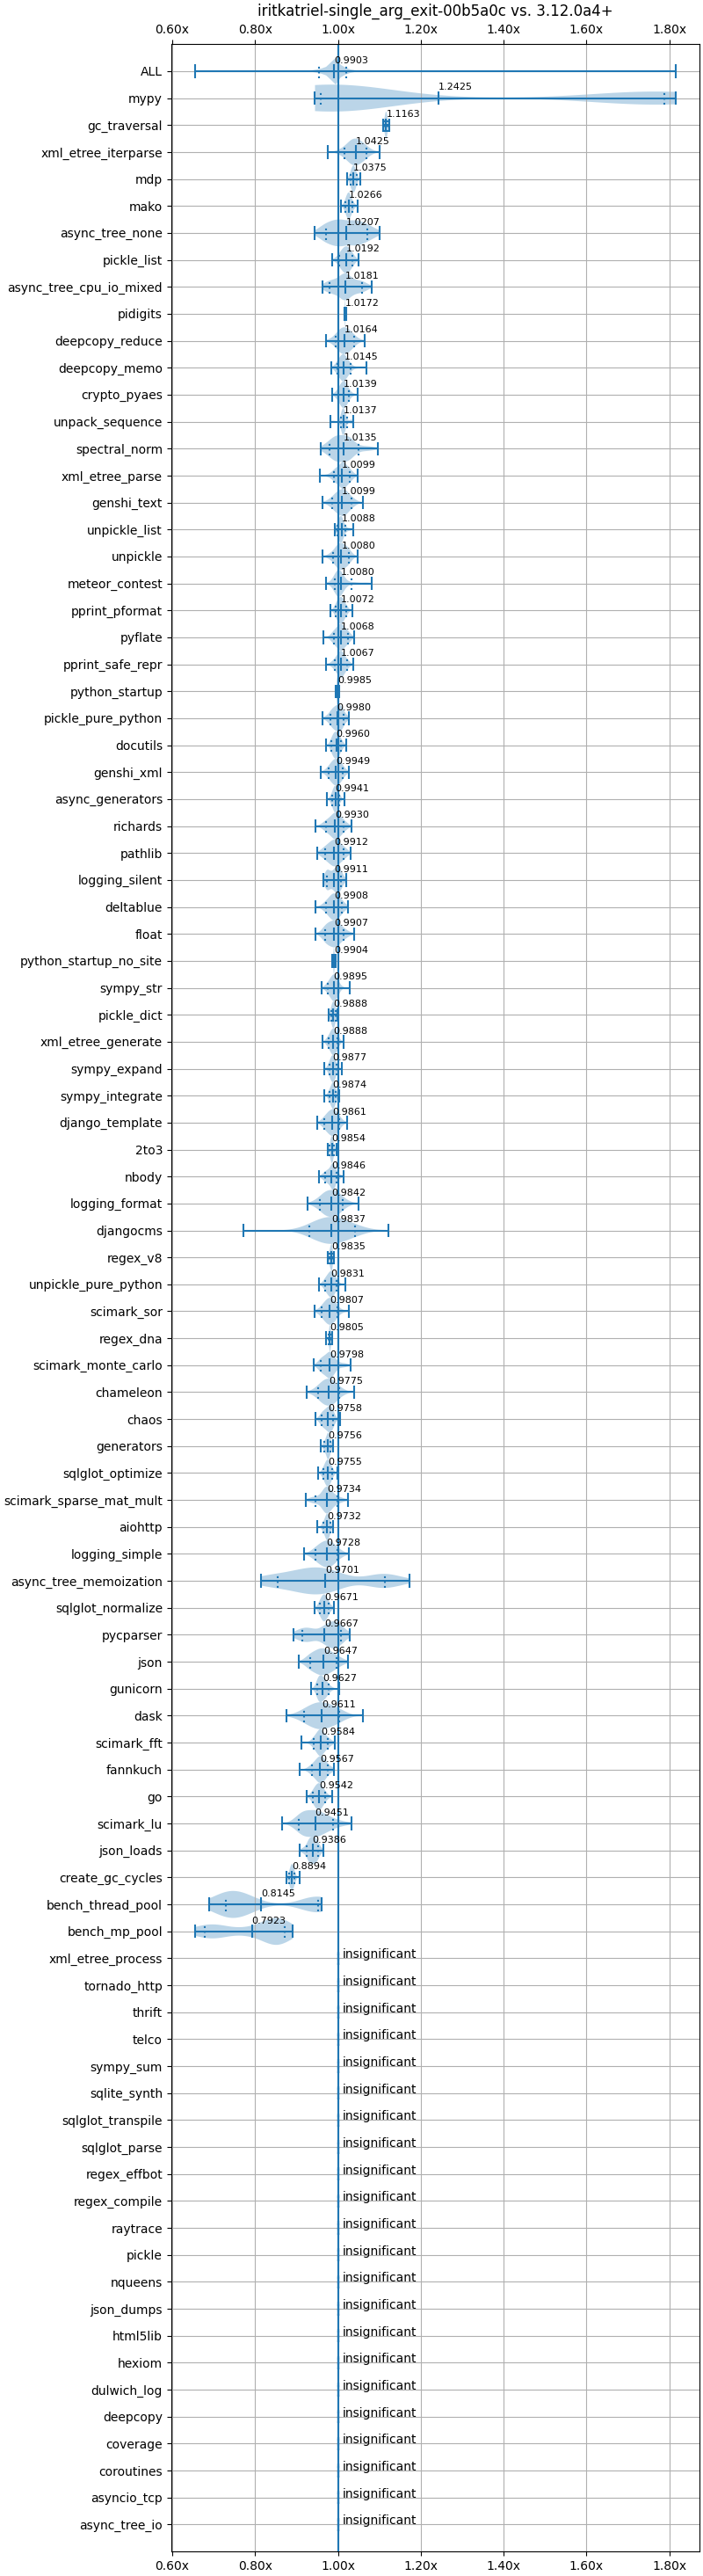 iritkatriel-single_arg_exit-00b5a0c vs. 3.12.0a4+
0.60x 0.80x 1.00x 1.20x 1.40x 1.60x 1.80x
ALL 0.9903
mypy 1.2425
gc_traversal 1.1163
xml_etree_iterparse 1.0425
mdp 1.0375
mako 1.0266
async_tree_none 1.0207
pickle_list 1.0192
async_tree_cpu_io_mixed 1.0181
pidigits 1.0172
deepcopy_reduce 1.0164
deepcopy_memo 1.0145
crypto_pyaes 1.0139
unpack_sequence 1.0137
spectral_norm 1.0135
xml_etree_parse 1.0099
genshi_text 1.0099
unpickle_list 1.0088
unpickle 1.0080
meteor_contest 1.0080
pprint_pformat 1.0072
pyflate 1.0068
pprint_safe_repr 1.0067
python_startup 0.9985
pickle_pure_python 0.9980
docutils 0.9960
genshi_xml 0.9949
async_generators 0.9941
richards 0.9930
pathlib 0.9912
logging_silent 0.9911
deltablue 0.9908
float 0.9907
python_startup_no_site 0.9904
sympy_str 0.9895
pickle_dict 0.9888
xml_etree_generate 0.9888
sympy_expand 0.9877
sympy_integrate 0.9874
django_template 0.9861
2to3 0.9854
nbody 0.9846
logging_format 0.9842
djangocms 0.9837
regex_v8 0.9835
unpickle_pure_python 0.9831
scimark_sor 0.9807
regex_dna 0.9805
scimark_monte_carlo 0.9798
chameleon 0.9775
chaos 0.9758
generators 0.9756
sqlglot_optimize 0.9755
scimark_sparse_mat_mult 0.9734
aiohttp 0.9732
logging_simple 0.9728
async_tree_memoization 0.9701
sqlglot_normalize 0.9671
pycparser 0.9667
json 0.9647
gunicorn 0.9627
dask 0.9611
scimark_fft 0.9584
fannkuch 0.9567
go 0.9542
scimark_lu 0.9451
json_loads 0.9386
create_gc_cycles 0.8894
bench_thread_pool 0.8145
bench_mp_pool 0.7923
xml_etree_process insignificant
tornado_http insignificant
thrift insignificant
telco insignificant
sympy_sum insignificant
sqlite_synth insignificant
sqlglot_transpile insignificant
sqlglot_parse insignificant
regex_effbot insignificant
regex_compile insignificant
raytrace insignificant
pickle insignificant
nqueens insignificant
json_dumps insignificant
html5lib insignificant
hexiom insignificant
dulwich_log insignificant
deepcopy insignificant
coverage insignificant
coroutines insignificant
asyncio_tcp insignificant
async_tree_io insignificant
0.60x 0.80x 1.00x 1.20x 1.40x 1.60x 1.80x